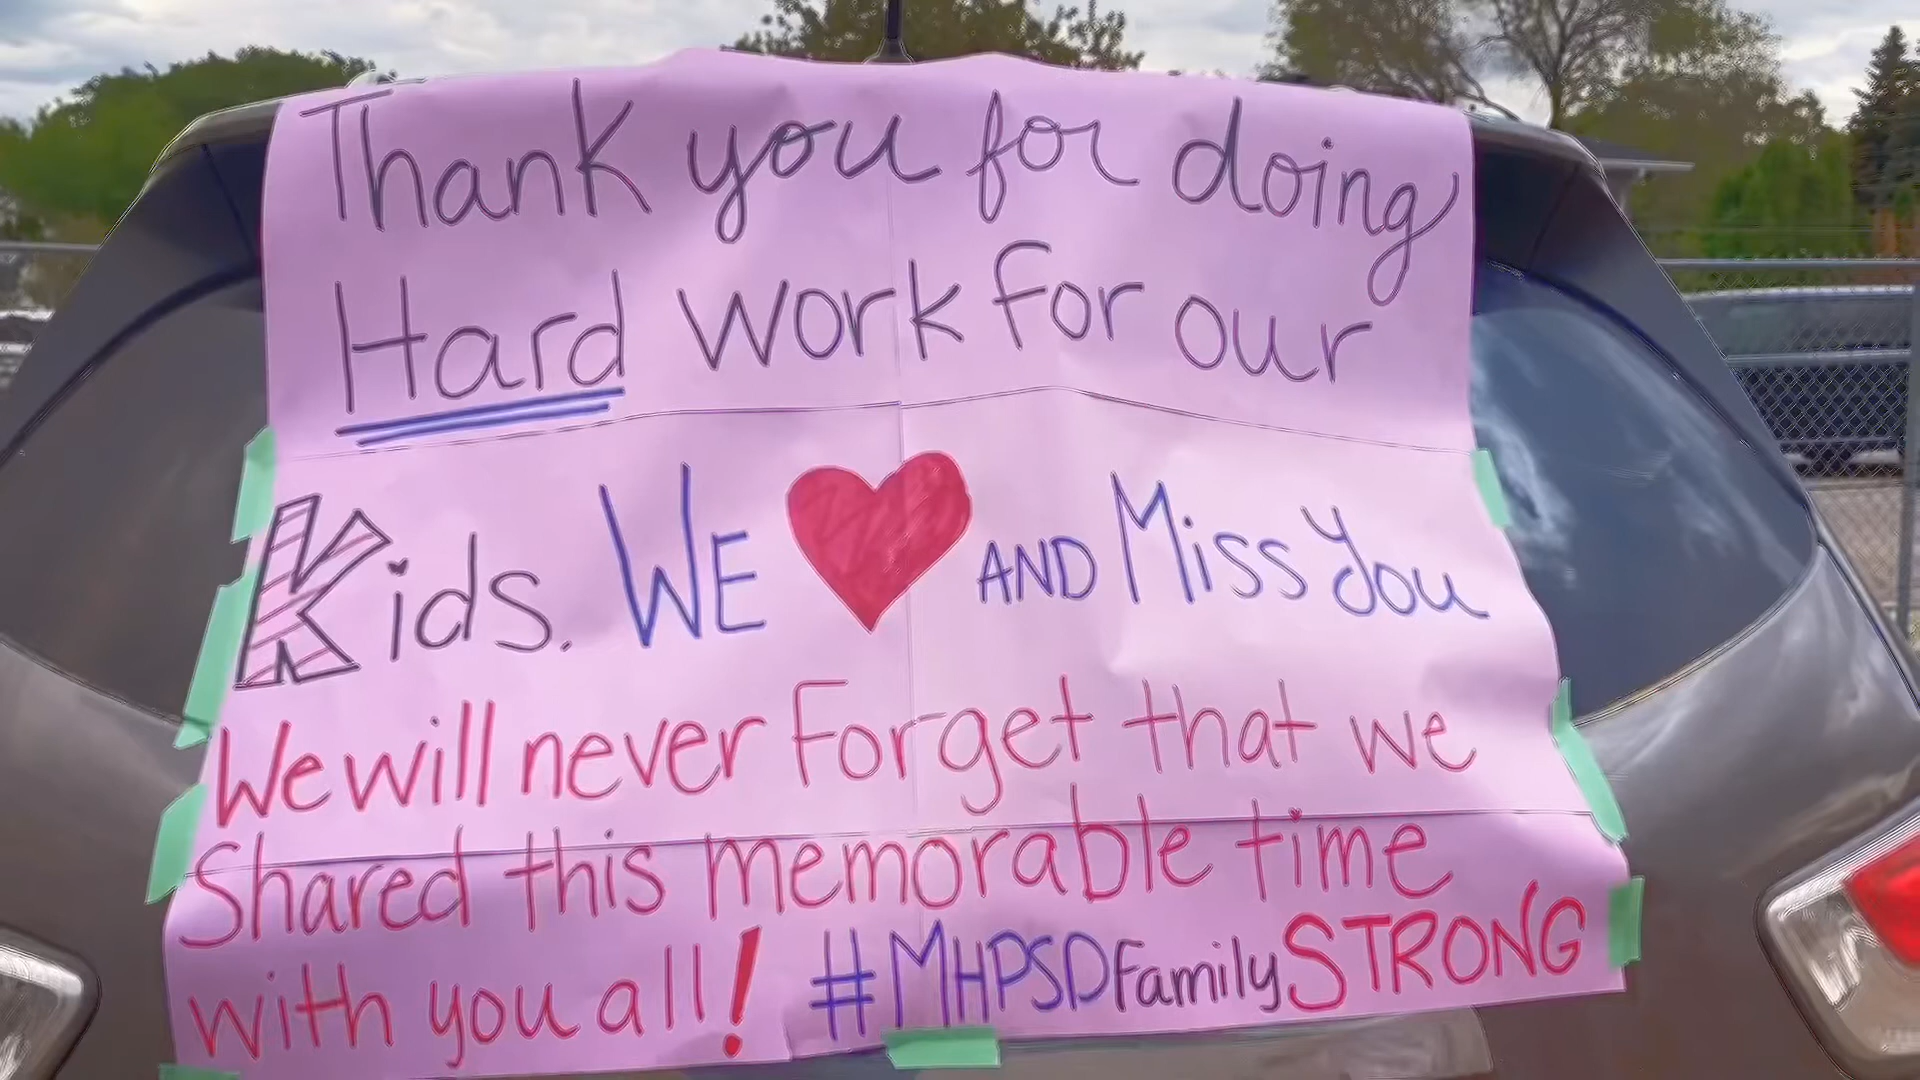 Thank you for doing
Hard work for our
Kids. WE ❤ AND Miss you
We will never Forget that we
Shared this memorable time
with you all! #MHPSDFamilySTRONG